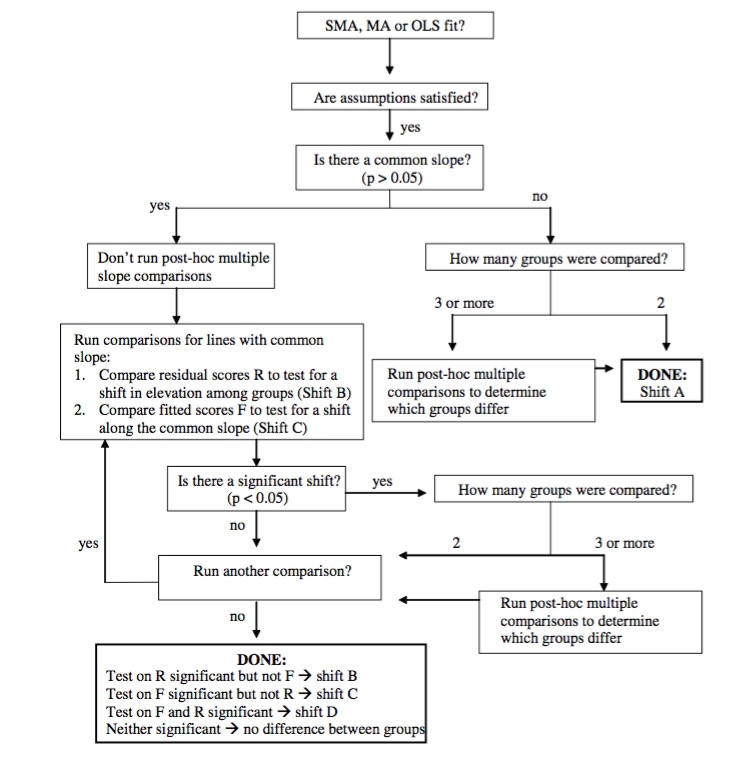 SMA, MA or OLS fit?
Are assumptions satisfied?
yes
Is there a common slope?
(p > 0.05)
yes
no
Don't run post-hoc multiple
slope comparisons
How many groups were compared?
3 or more
2
Run comparisons for lines with common
slope:
1. Compare residual scores R to test for a
shift in elevation among groups (Shift B)
2. Compare fitted scores F to test for a shift
along the common slope (Shift C)
Run post-hoc multiple
comparisons to determine
which groups differ
DONE:
Shift A
Is there a significant shift?
(p < 0.05)
yes
How many groups were compared?
no
yes
2
3 or more
Run another comparison?
Run post-hoc multiple
comparisons to determine
which groups differ
no
DONE:
Test on R significant but not F → shift B
Test on F significant but not R → shift C
Test on F and R significant → shift D
Neither significant → no difference between groups